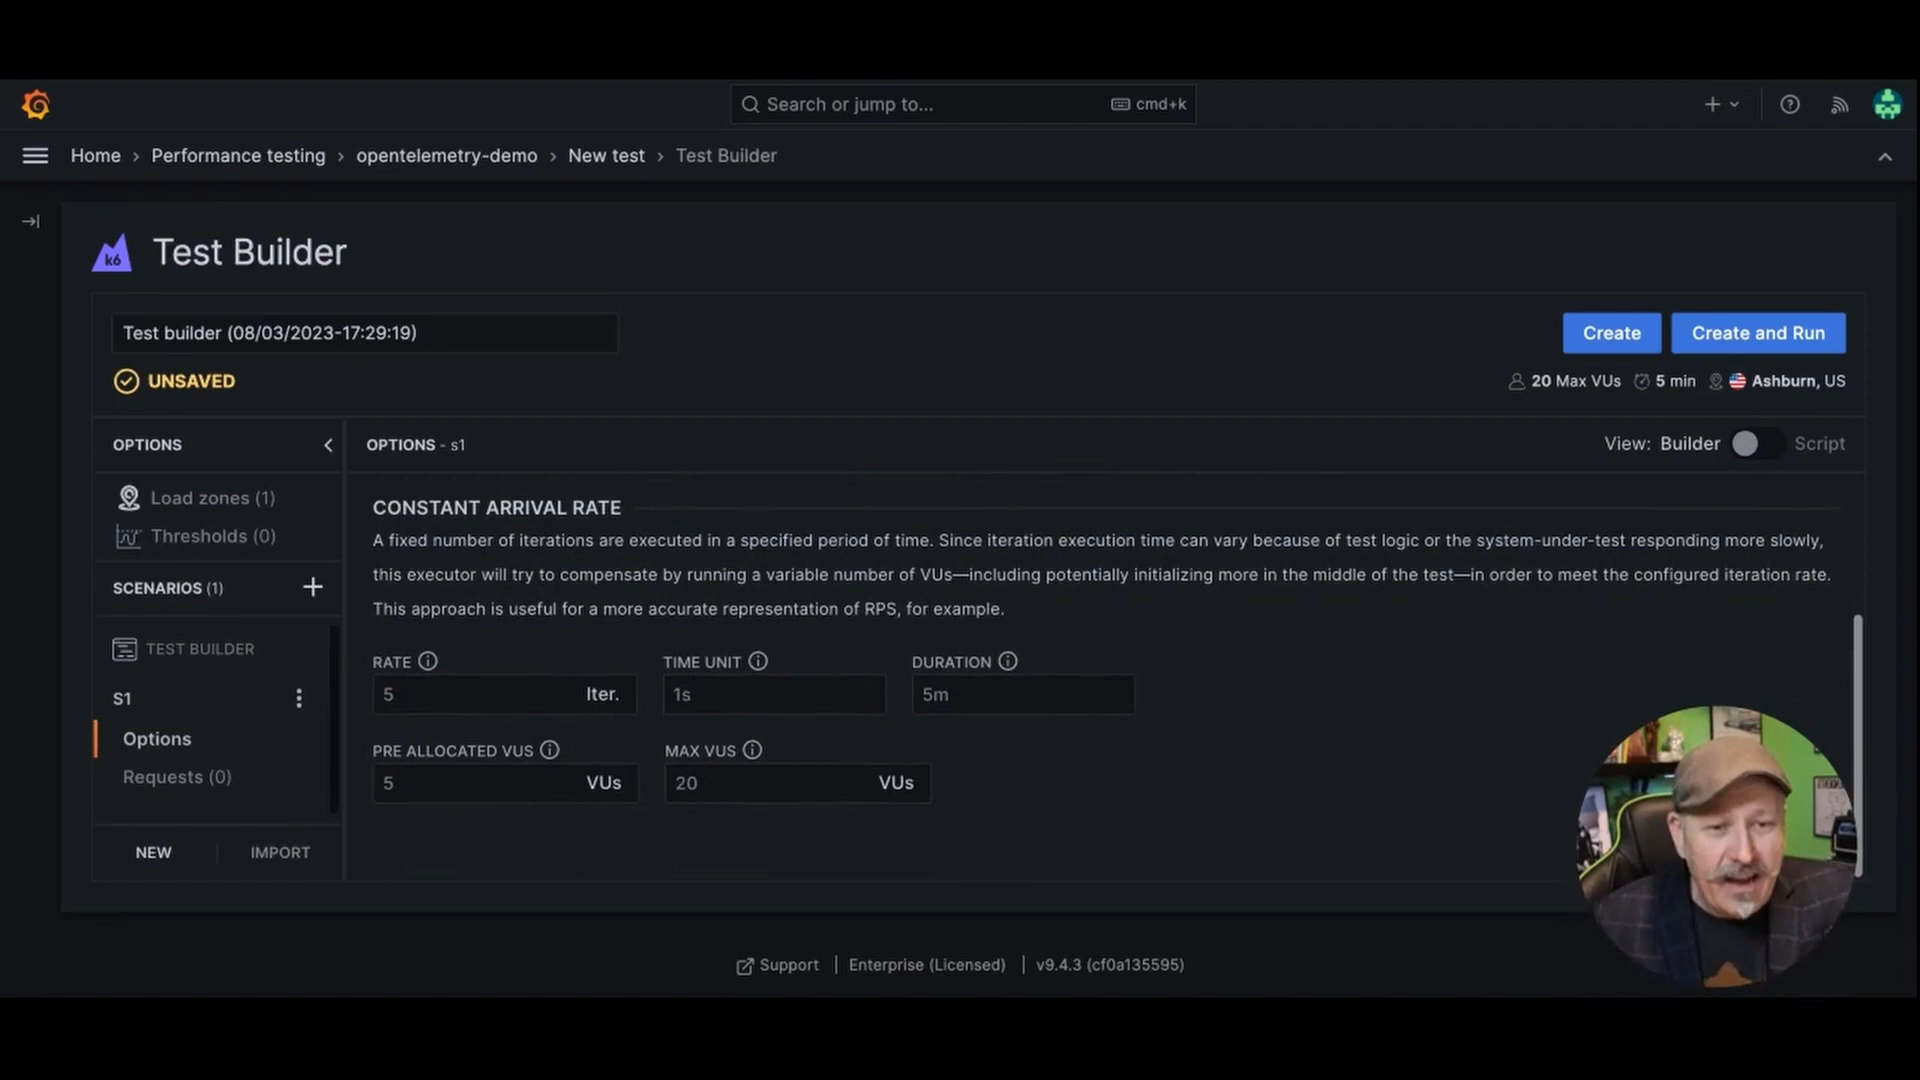 Search or jump to...
cmd+k
Home
Performance testing
opentelemetry-demo
New test
Test Builder
k6
Test Builder
Test builder (08/03/2023-17:29:19)
Create
Create and Run
UNSAVED
20 Max VUs
5 min
Ashburn, US
OPTIONS
OPTIONS - s1
View: Builder
Script
Load zones (1)
Thresholds (0)
SCENARIOS (1)
TEST BUILDER
S1
Options
Requests (0)
NEW
IMPORT
CONSTANT ARRIVAL RATE
A fixed number of iterations are executed in a specified period of time. Since iteration execution time can vary because of test logic or the system-under-test responding more slowly,
this executor will try to compensate by running a variable number of VUs—including potentially initializing more in the middle of the test—in order to meet the configured iteration rate.
This approach is useful for a more accurate representation of RPS, for example.
RATE
TIME UNIT
DURATION
5
Iter.
1s
5m
PRE ALLOCATED VUS
MAX VUS
5
VUs
20
VUs
Support
Enterprise (Licensed)
v9.4.3 (cf0a135595)